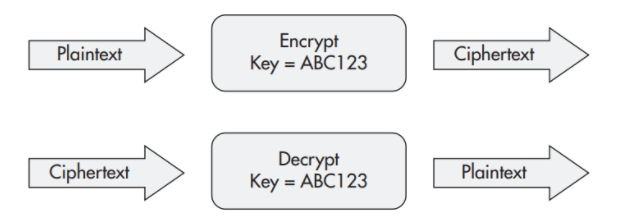 Plaintext
Encrypt
Key = ABC123
Ciphertext
Ciphertext
Decrypt
Key = ABC123
Plaintext